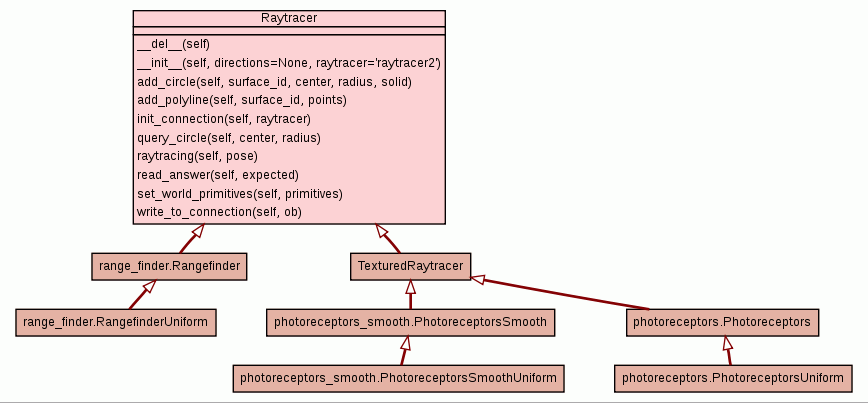 Raytracer
__del__(self)
__init__(self, directions=None, raytracer='raytracer2')
add_circle(self, surface_id, center, radius, solid)
add_polyline(self, surface_id, points)
init_connection(self, raytracer)
query_circle(self, center, radius)
raytracing(self, pose)
read_answer(self, expected)
set_world_primitives(self, primitives)
write_to_connection(self, ob)
range_finder.Rangefinder
TexturedRaytracer
range_finder.RangefinderUniform
photoreceptors_smooth.PhotoreceptorsSmooth
photoreceptors.Photoreceptors
photoreceptors_smooth.PhotoreceptorsSmoothUniform
photoreceptors.PhotoreceptorsUniform